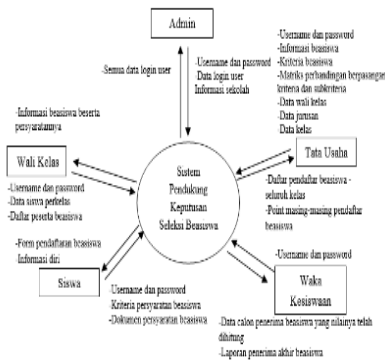 Admin
-Semua data login user
-Username dan password
-Data login user
Informasi sekolah
-Username dan password
-Informasi beasiswa
-Kriteria beasiswa
-Matriks perbandingan berpasangan
kriteria dan subkriteria
-Data wali kelas
-Data jurusan
-Data kelas
-Informasi beasiswa beserta
persyaratannya
Wali Kelas
Tata Usaha
Sistem
Pendukung
Keputusan
Seleksi Beasiswa
-Username dan password
-Data siswa perkelas
-Daftar peserta beasiswa
-Daftar pendaftar beasiswa -
seluruh kelas
-Point masing-masing pendaftar
beasiswa
-Form pendaftaran beasiswa
-Informasi diri
Siswa
-Username dan password
-Kriteria persyaratan beasiswa
-Dokumen persyaratan beasiswa
-Username dan password
Waka
Kesiswaan
-Data calon penerima beasiswa yang nilainya telah
dihitung
-Laporan penerima akhir beasiswa